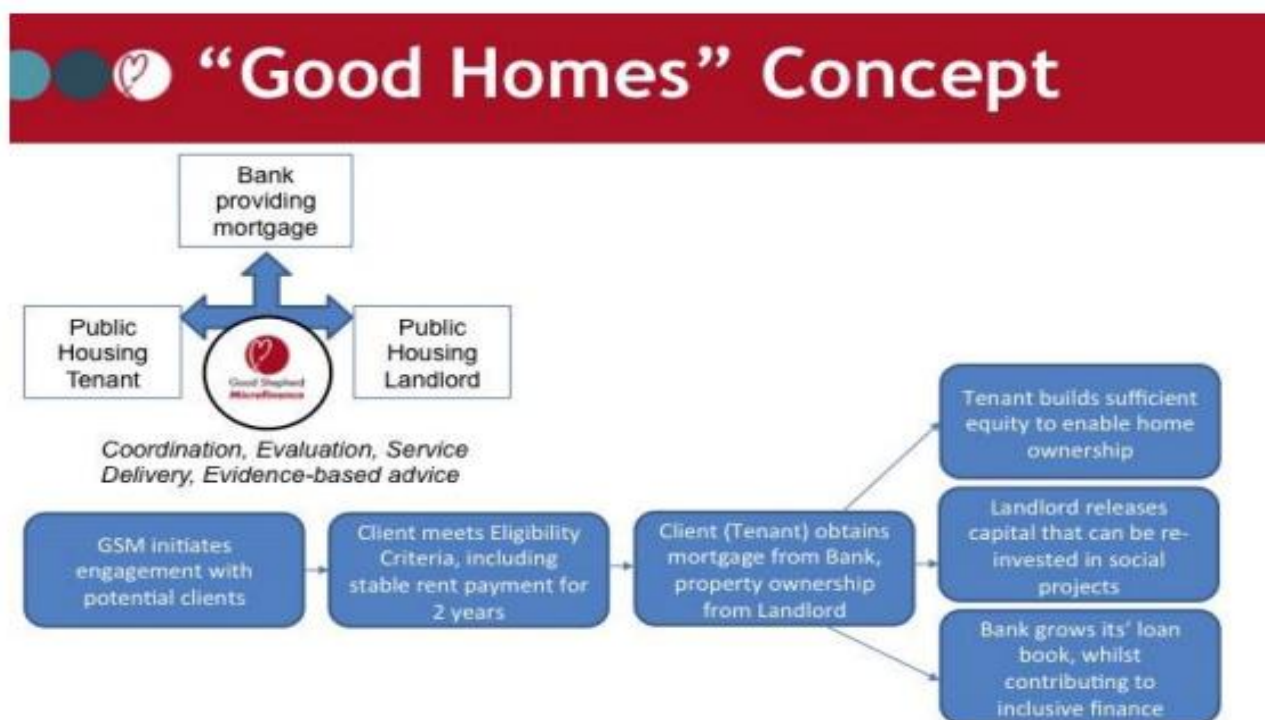 “Good Homes” Concept
Bank
providing
mortgage
Public
Housing
Tenant
Public
Housing
Landlord
Good Shepherd
Microfinance
Coordination, Evaluation, Service
Delivery, Evidence-based advice
GSM initiates
engagement with
potential clients
Client meets Eligibility
Criteria, including
stable rent payment for
2 years
Client (Tenant) obtains
mortgage from Bank,
property ownership
from Landlord
Tenant builds sufficient
equity to enable home
ownership
Landlord releases
capital that can be re-
invested in social
projects
Bank grows its’ loan
book, whilst
contributing to
inclusive finance